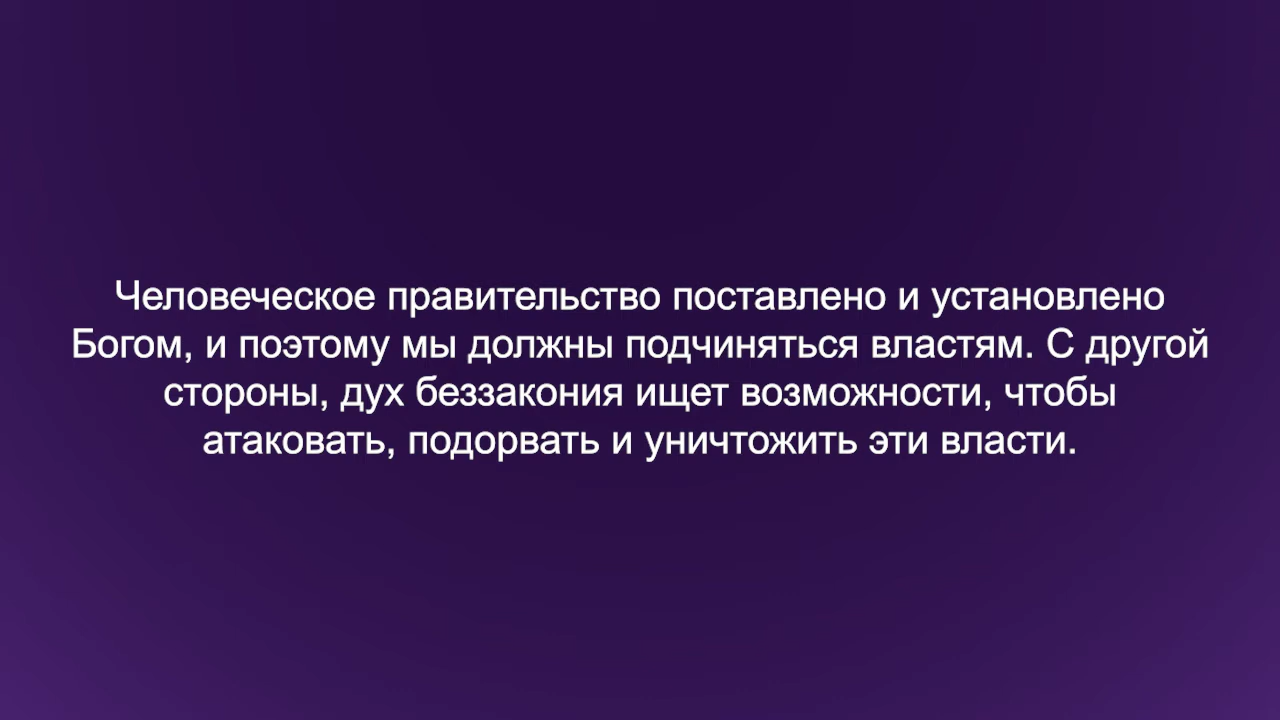 Человеческое правительство поставлено и установлено
Богом, и поэтому мы должны подчиняться властям. С другой
стороны, дух беззакония ищет возможности, чтобы
атаковать, подорвать и уничтожить эти власти.